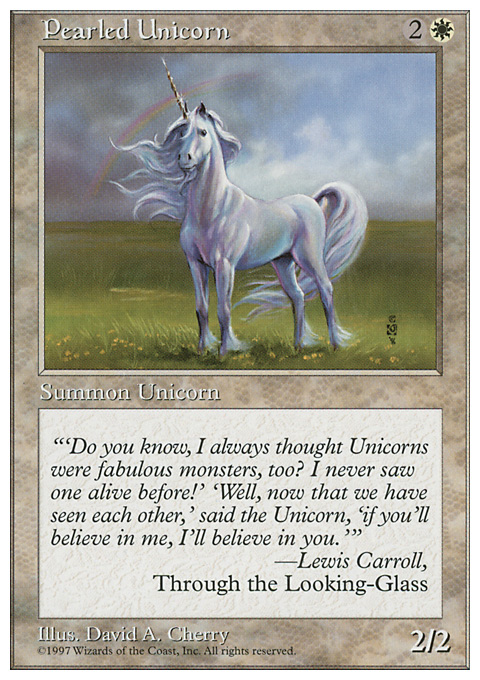 Pearled Unicorn 2
Summon Unicorn
“‘Do you know, I always thought Unicorns
were fabulous monsters, too? I never saw
one alive before!’ ‘Well, now that we have
seen each other,’ said the Unicorn, ‘if you’ll
believe in me, I’ll believe in you.’”
—Lewis Carroll,
Through the Looking-Glass
Illus. David A. Cherry
©1997 Wizards of the Coast, Inc. All rights reserved.
2/2